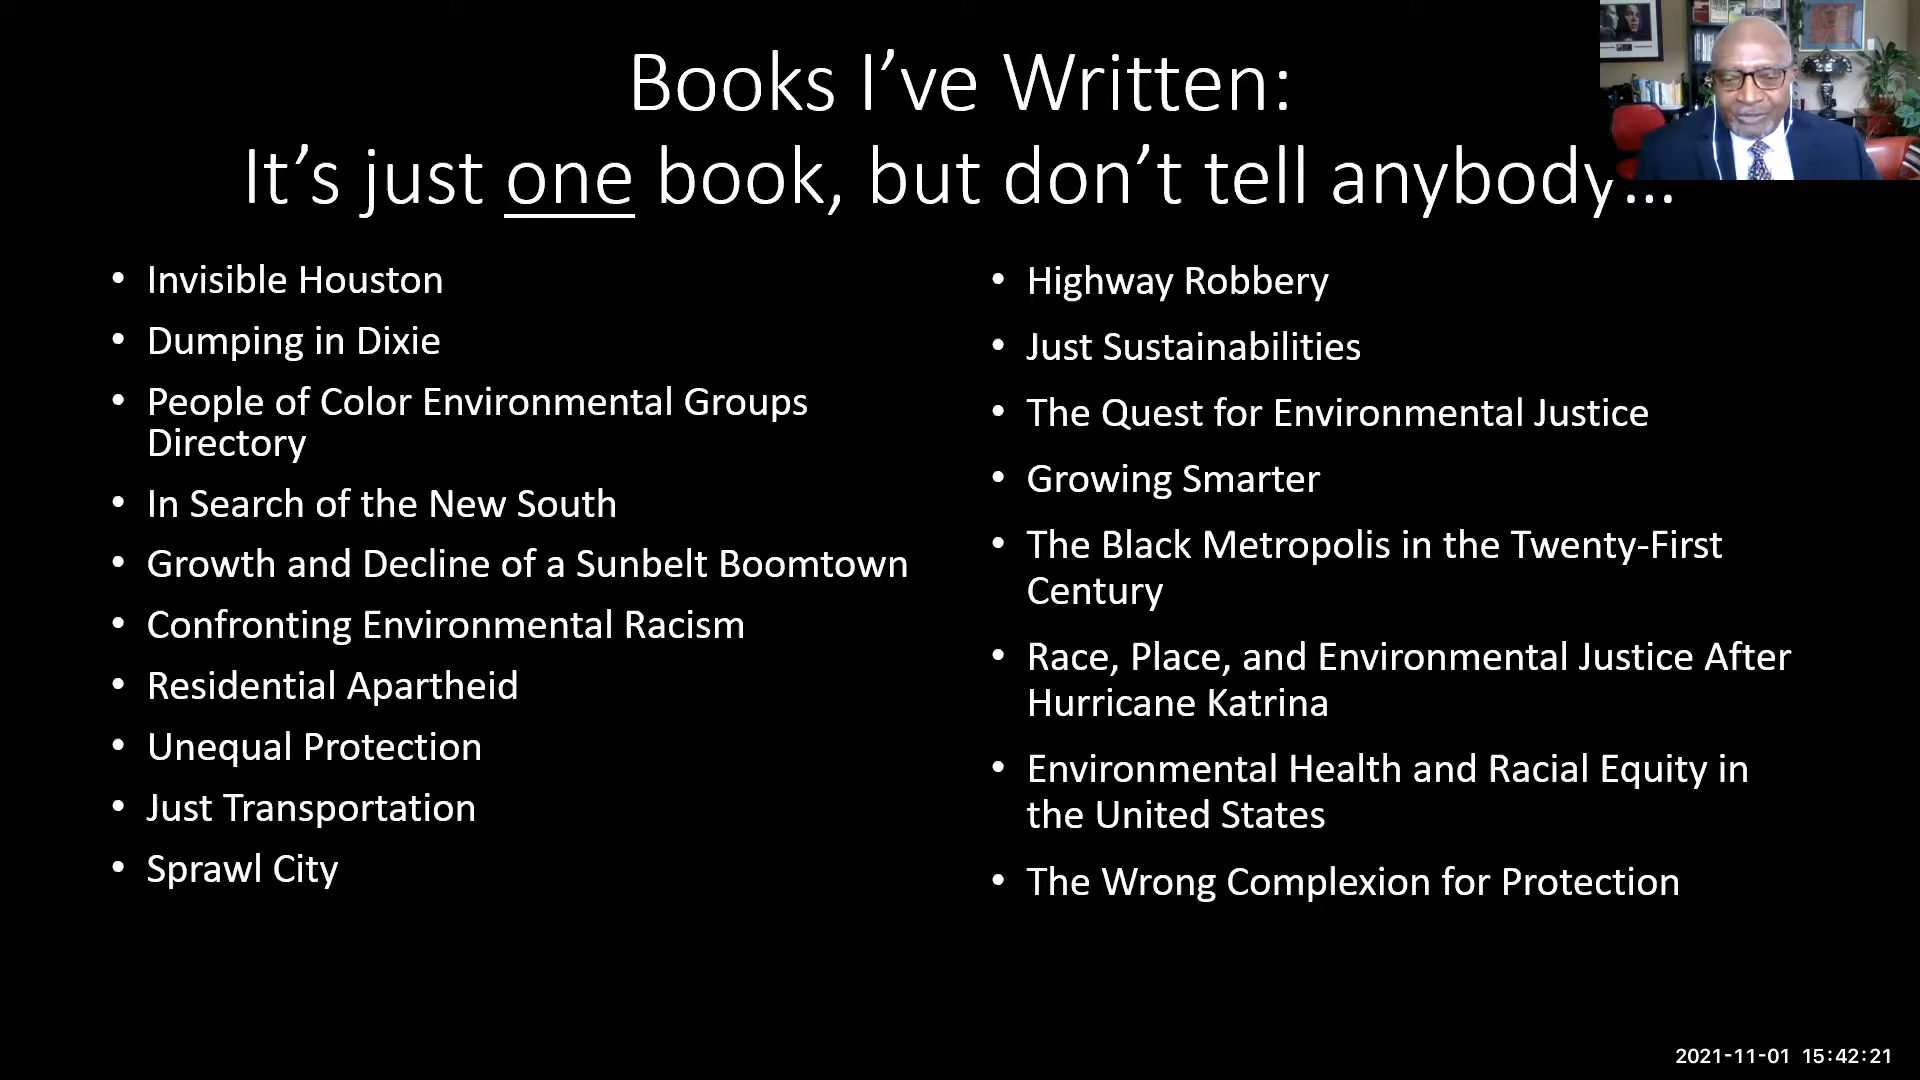 Books I’ve Written:
It’s just one book, but don’t tell anybody…
• Invisible Houston
• Dumping in Dixie
• People of Color Environmental Groups
Directory
• In Search of the New South
• Growth and Decline of a Sunbelt Boomtown
• Confronting Environmental Racism
• Residential Apartheid
• Unequal Protection
• Just Transportation
• Sprawl City
• Highway Robbery
• Just Sustainabilities
• The Quest for Environmental Justice
• Growing Smarter
• The Black Metropolis in the Twenty-First
Century
• Race, Place, and Environmental Justice After
Hurricane Katrina
• Environmental Health and Racial Equity in
the United States
• The Wrong Complexion for Protection
2021-11-01 15:42:21